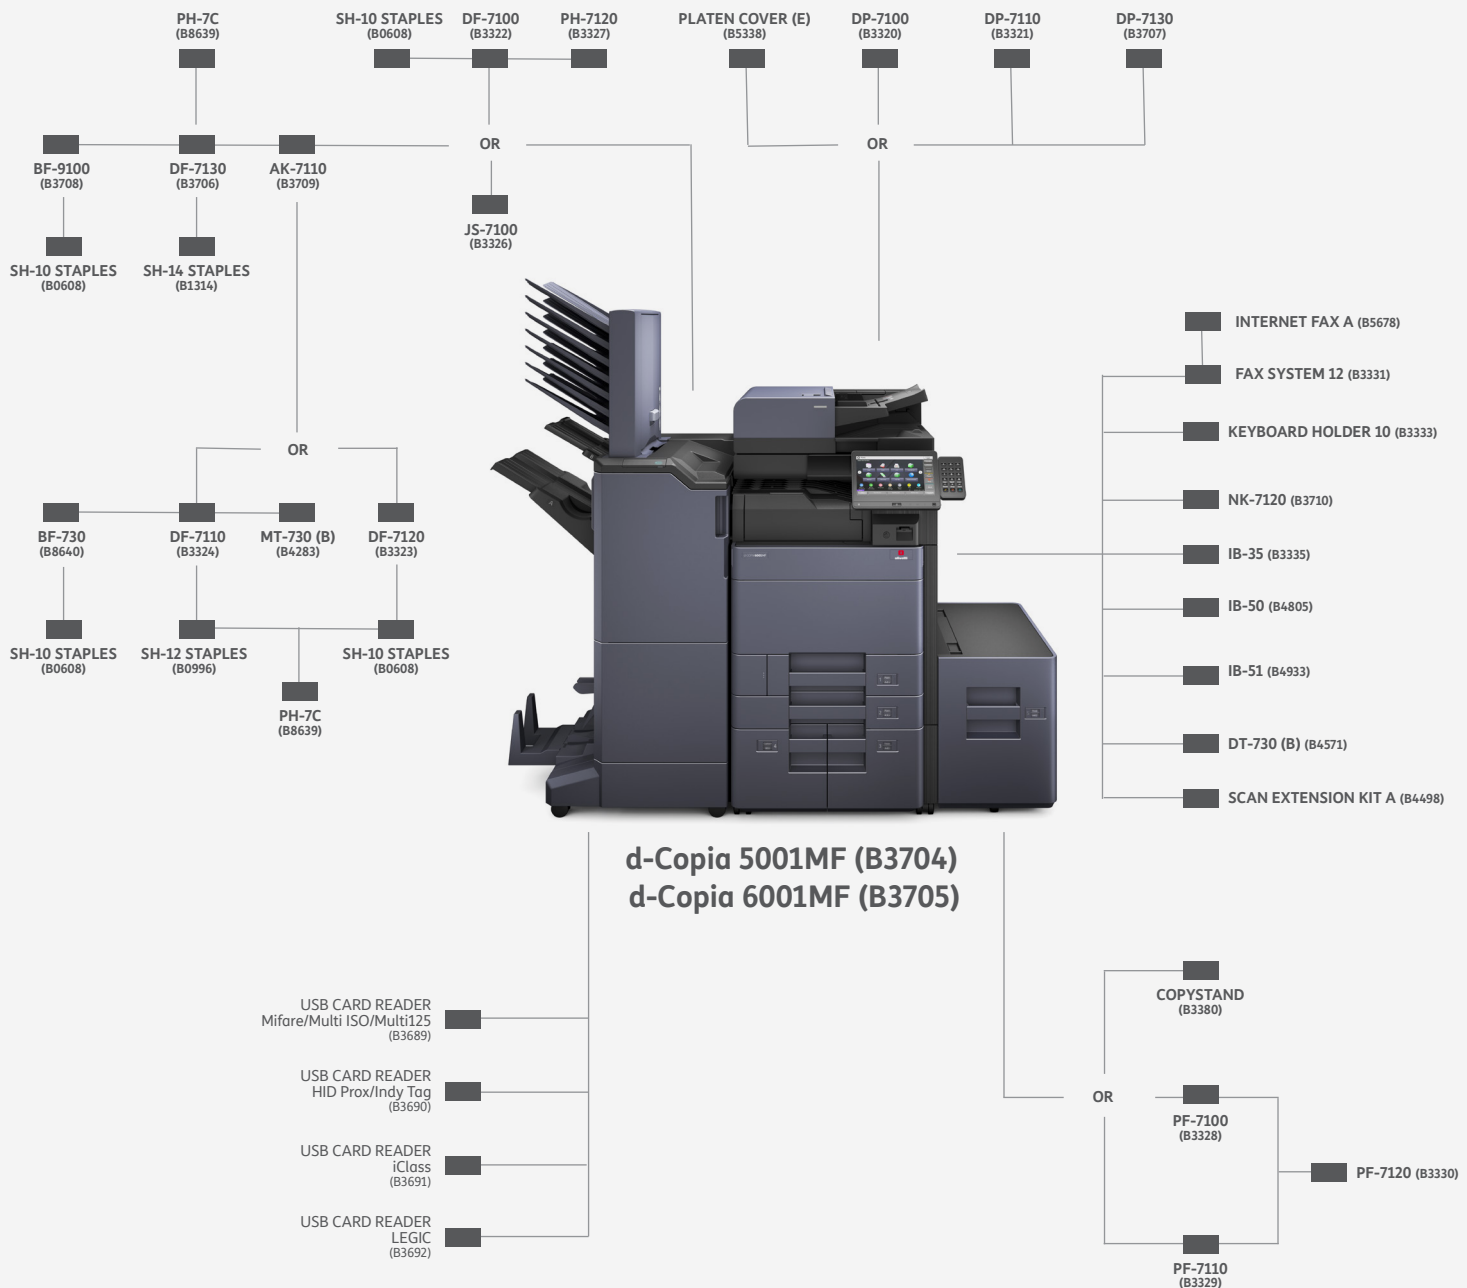 PH-7C
(B8639)
SH-10 STAPLES
(B0608)
DF-7100
(B3322)
PH-7120
(B3327)
PLATEN COVER (E)
(B5338)
DP-7100
(B3320)
DP-7110
(B3321)
DP-7130
(B3707)
OR
OR
BF-9100
(B3708)
DF-7130
(B3706)
AK-7110
(B3709)
JS-7100
(B3326)
SH-10 STAPLES
(B0608)
SH-14 STAPLES
(B1314)
INTERNET FAX A (B5678)
FAX SYSTEM 12 (B3331)
KEYBOARD HOLDER 10 (B3333)
NK-7120 (B3710)
IB-35 (B3335)
IB-50 (B4805)
IB-51 (B4933)
DT-730 (B) (B4571)
SCAN EXTENSION KIT A (B4498)
OR
BF-730
(B8640)
DF-7110
(B3324)
MT-730 (B)
(B4283)
DF-7120
(B3323)
SH-10 STAPLES
(B0608)
SH-12 STAPLES
(B0996)
SH-10 STAPLES
(B0608)
PH-7C
(B8639)
d-Copia 5001MF (B3704)
d-Copia 6001MF (B3705)
USB CARD READER
Mifare/Multi ISO/Multi125
(B3689)
USB CARD READER
HID Prox/Indy Tag
(B3690)
USB CARD READER
iClass
(B3691)
USB CARD READER
LEGIC
(B3692)
COPYSTAND
(B3380)
OR
PF-7100
(B3328)
PF-7120 (B3330)
PF-7110
(B3329)